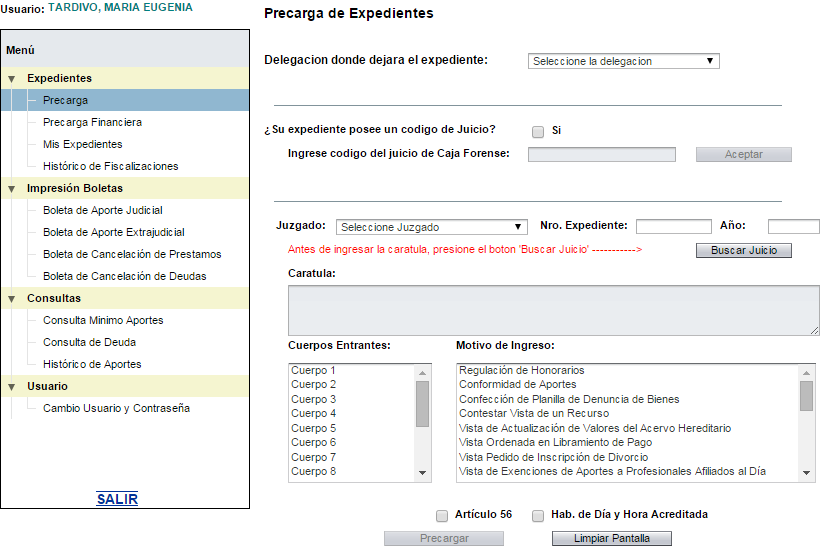 Usuario: TARDIVO, MARIA EUGENIA
Menú
Expedientes
Precarga
Precarga Financiera
Mis Expedientes
Histórico de Fiscalizaciones
Impresión Boletas
Boleta de Aporte Judicial
Boleta de Aporte Extrajudicial
Boleta de Cancelación de Prestamos
Boleta de Cancelación de Deudas
Consultas
Consulta Minimo Aportes
Consulta de Deuda
Histórico de Aportes
Usuario
Cambio Usuario y Contraseña
SALIR
Precarga de Expedientes
Delegacion donde dejara el expediente: Seleccione la delegacion
¿Su expediente posee un codigo de Juicio? Si
Ingrese codigo del juicio de Caja Forense: Aceptar
Juzgado: Seleccione Juzgado Nro. Expediente: Año:
Antes de ingresar la caratula, presione el boton 'Buscar Juicio' -----------> Buscar Juicio
Caratula:
Cuerpos Entrantes: Motivo de Ingreso:
Cuerpo 1 Regulación de Honorarios
Cuerpo 2 Conformidad de Aportes
Cuerpo 3 Confección de Planilla de Denuncia de Bienes
Cuerpo 4 Contestar Vista de un Recurso
Cuerpo 5 Vista de Actualización de Valores del Acervo Hereditario
Cuerpo 6 Vista Ordenada en Libramiento de Pago
Cuerpo 7 Vista Pedido de Inscripción de Divorcio
Cuerpo 8 Vista de Exenciones de Aportes a Profesionales Afiliados al Día
Artículo 56 Hab. de Día y Hora Acreditada
Precargar Limpiar Pantalla